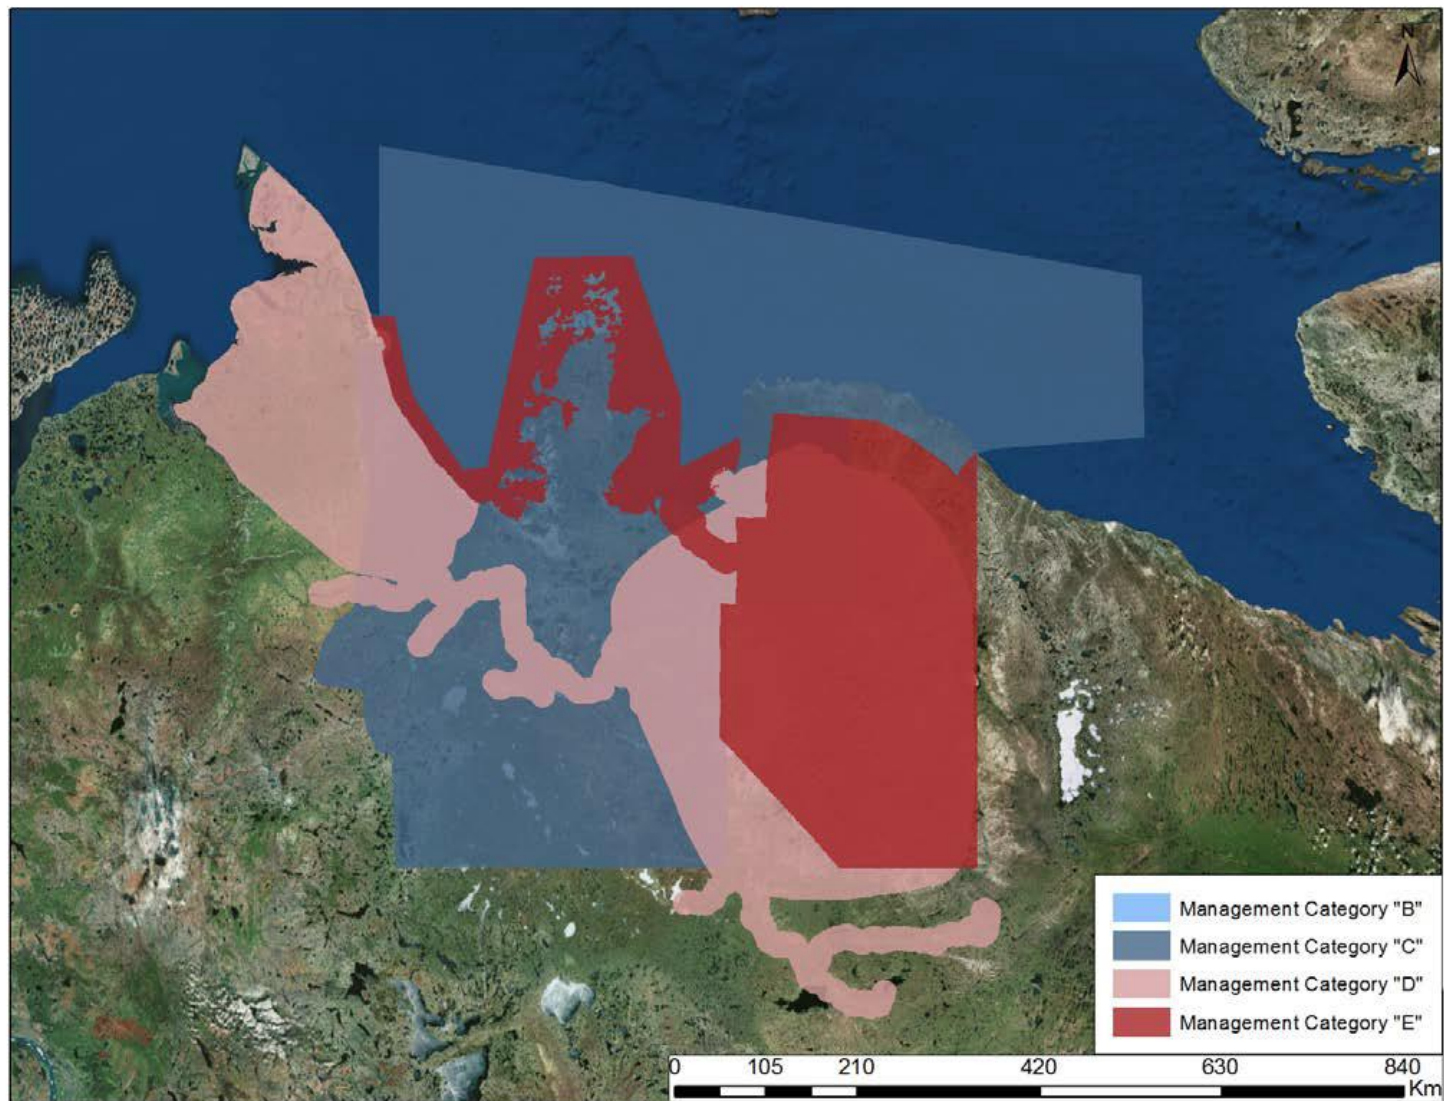 N
Management Category "B"
Management Category "C"
Management Category "D"
Management Category "E"
0 105 210 420 630 840
Km